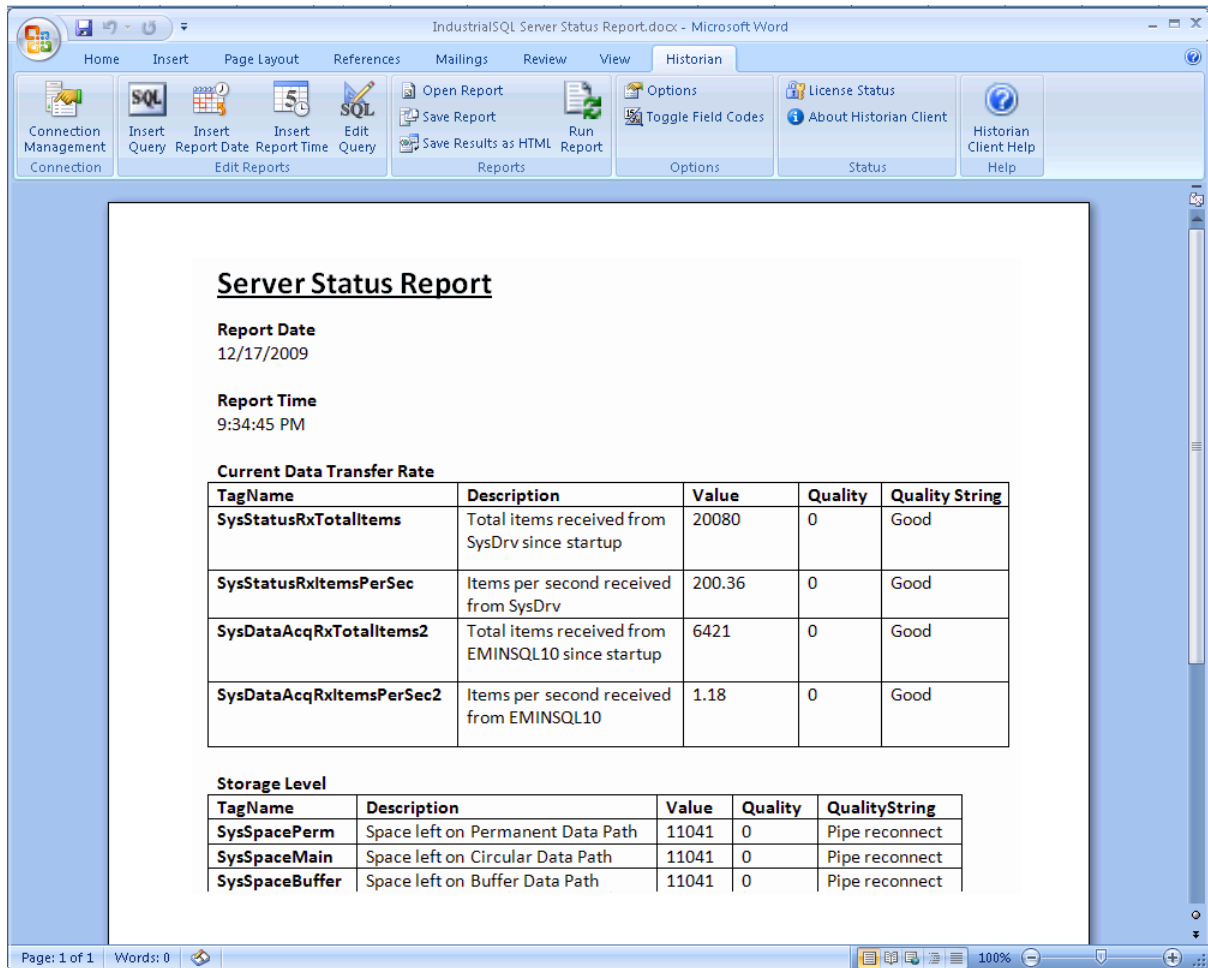 IndustrialSQL Server Status Report.docx - Microsoft Word
Home Insert Page Layout References Mailings Review View Historian
Connection Management
Connection
SQL
Insert Query
Insert Report Date
5
Insert Report Time
SQL
Edit Query
Edit Reports
Open Report
Save Report
Save Results as HTML
Run Report
Reports
Options
Toggle Field Codes
Options
License Status
About Historian Client
Status
Historian Client Help
Help
Server Status Report
Report Date
12/17/2009
Report Time
9:34:45 PM
Current Data Transfer Rate
TagName Description Value Quality Quality String
SysStatusRxTotalItems Total items received from SysDrv since startup 20080 0 Good
SysStatusRxItemsPerSec Items per second received from SysDrv 200.36 0 Good
SysDataAcqRxTotalItems2 Total items received from EMINSQL10 since startup 6421 0 Good
SysDataAcqRxItemsPerSec2 Items per second received from EMINSQL10 1.18 0 Good
Storage Level
TagName Description Value Quality QualityString
SysSpacePerm Space left on Permanent Data Path 11041 0 Pipe reconnect
SysSpaceMain Space left on Circular Data Path 11041 0 Pipe reconnect
SysSpaceBuffer Space left on Buffer Data Path 11041 0 Pipe reconnect
Page: 1 of 1 Words: 0 100%